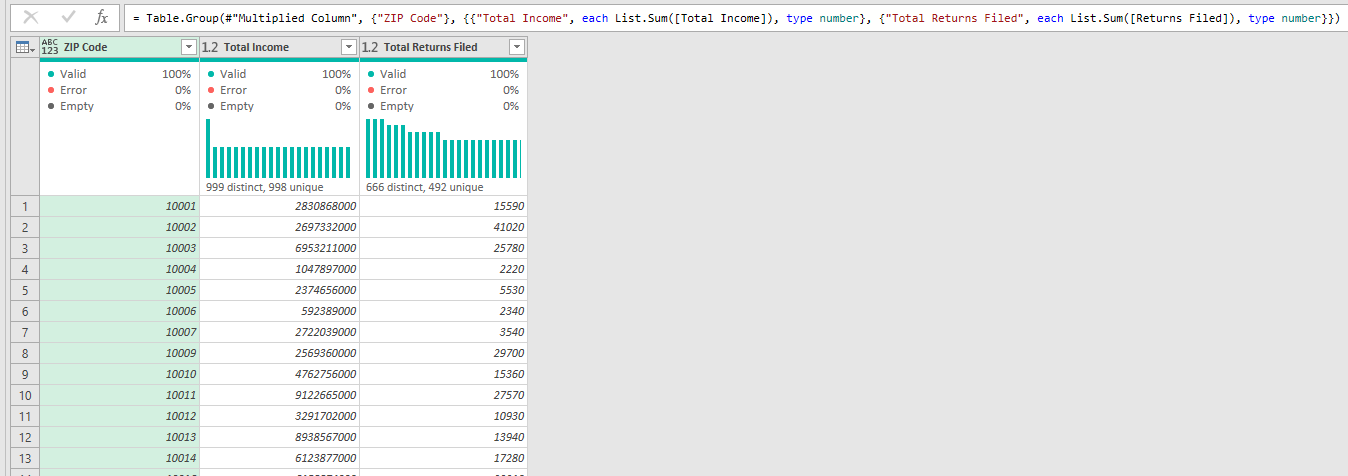 fx = Table.Group(#"Multiplied Column", {"ZIP Code"}, {{"Total Income", each List.Sum([Total Income]), type number}, {"Total Returns Filed", each List.Sum([Returns Filed]), type number}})
ABC 123 ZIP Code 1.2 Total Income 1.2 Total Returns Filed
Valid 100% Valid 100% Valid 100%
Error 0% Error 0% Error 0%
Empty 0% Empty 0% Empty 0%
999 distinct, 998 unique 666 distinct, 492 unique
1 10001 2830868000 15590
2 10002 2697332000 41020
3 10003 6953211000 25780
4 10004 1047897000 2220
5 10005 2374656000 5530
6 10006 592389000 2340
7 10007 2722039000 3540
8 10009 2569360000 29700
9 10010 4762756000 15360
10 10011 9122665000 27570
11 10012 3291702000 10930
12 10013 8938567000 13940
13 10014 6123877000 17280